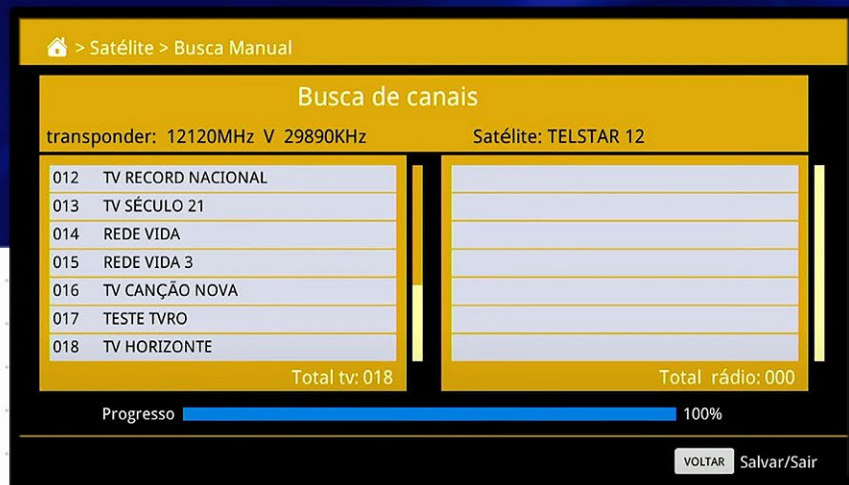 > Satélite > Busca Manual
Busca de canais
transponder: 12120MHz V 29890KHz
Satélite: TELSTAR 12
012 TV RECORD NACIONAL
013 TV SÉCULO 21
014 REDE VIDA
015 REDE VIDA 3
016 TV CANÇÃO NOVA
017 TESTE TVRO
018 TV HORIZONTE
Total tv: 018
Total rádio: 000
Progresso 100%
VOLTAR Salvar/Sair